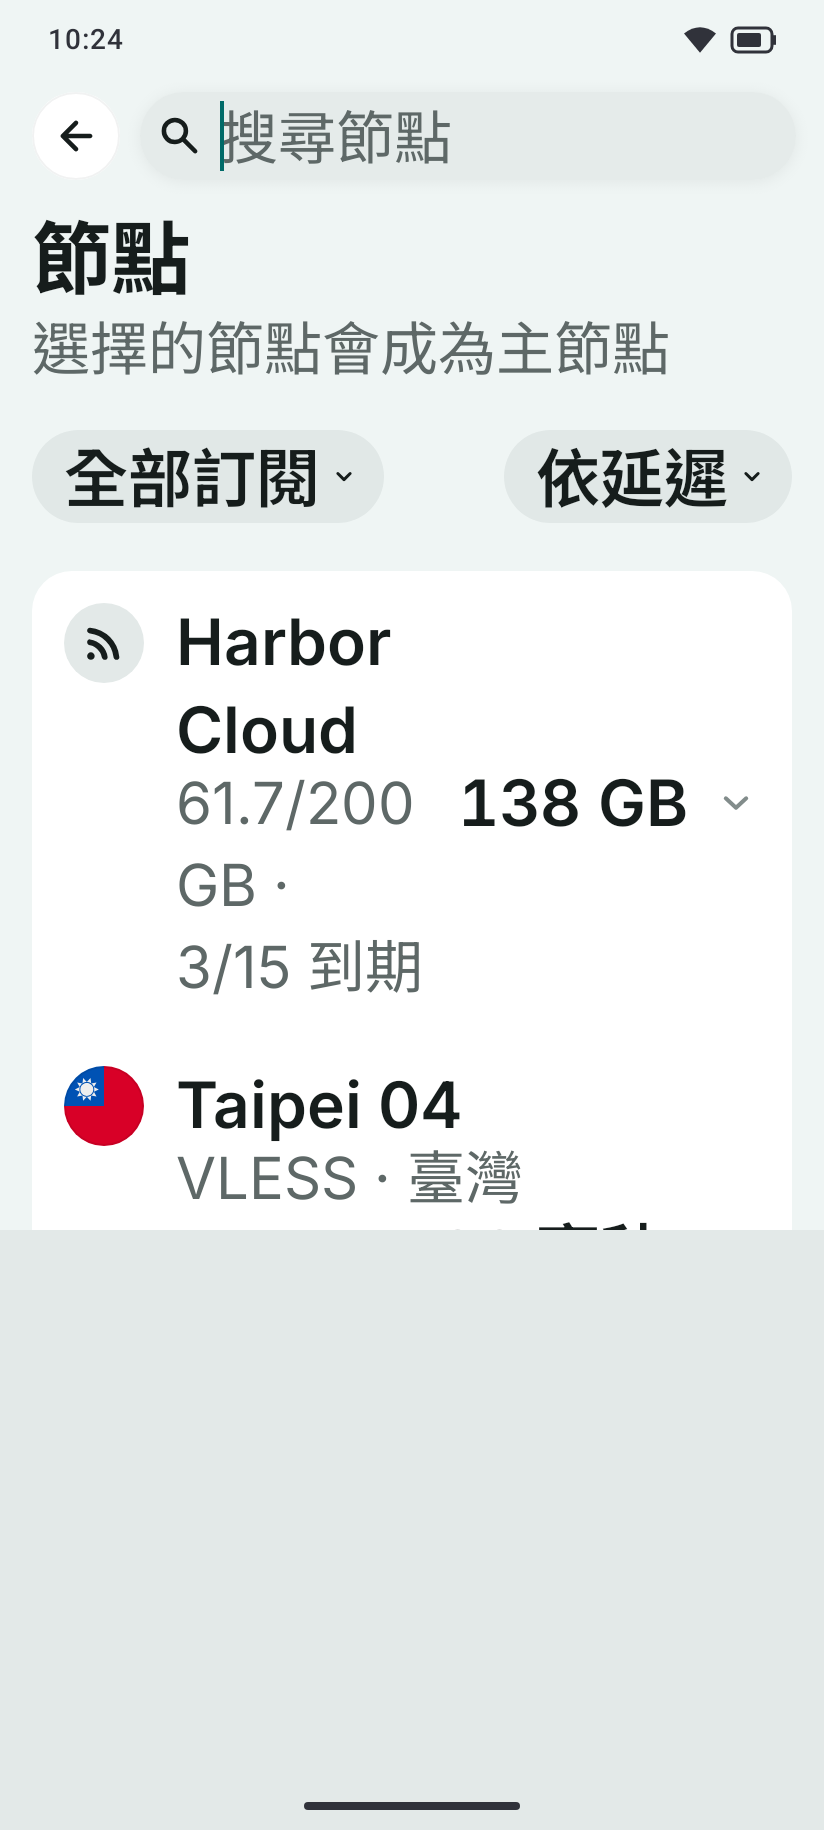 10:24
搜尋節點
節點
選擇的節點會成為主節點
全部訂閱
依延遲
Harbor
Cloud
61.7/200
GB ·
3/15 到期
138 GB
Taipei 04
VLESS · 臺灣